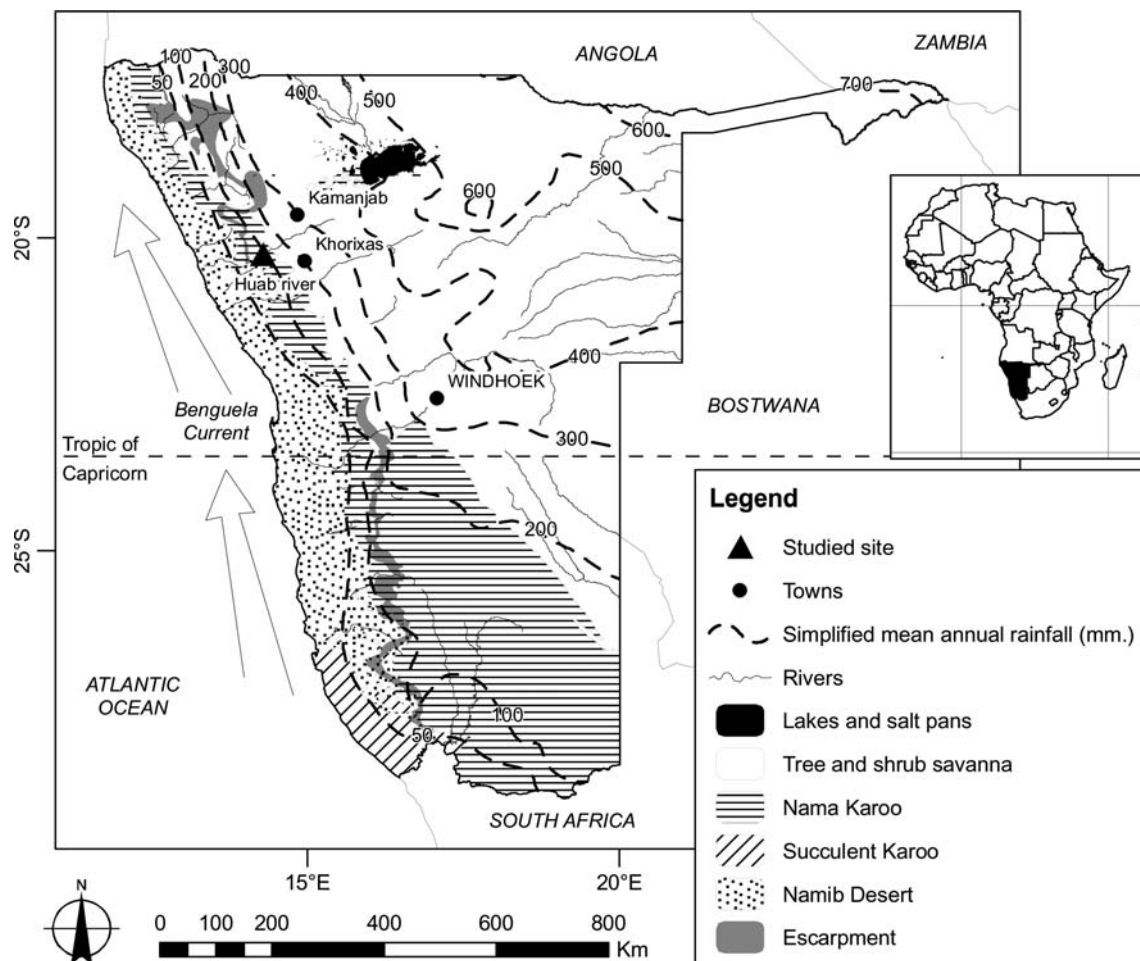 ANGOLA
ZAMBIA
100
50
200
300
400
500
700
600
500
600
Kamanjab
20°S
Khorixas
Huab river
400
WINDHOEK
BOSTWANA
Benguela
Current
300
Tropic of
Capricorn
200
25°S
ATLANTIC
OCEAN
100
50
SOUTH AFRICA
15°E
20°E
N
0 100 200 400 600 800
Km
Legend
Studied site
Towns
Simplified mean annual rainfall (mm.)
Rivers
Lakes and salt pans
Tree and shrub savanna
Nama Karoo
Succulent Karoo
Namib Desert
Escarpment